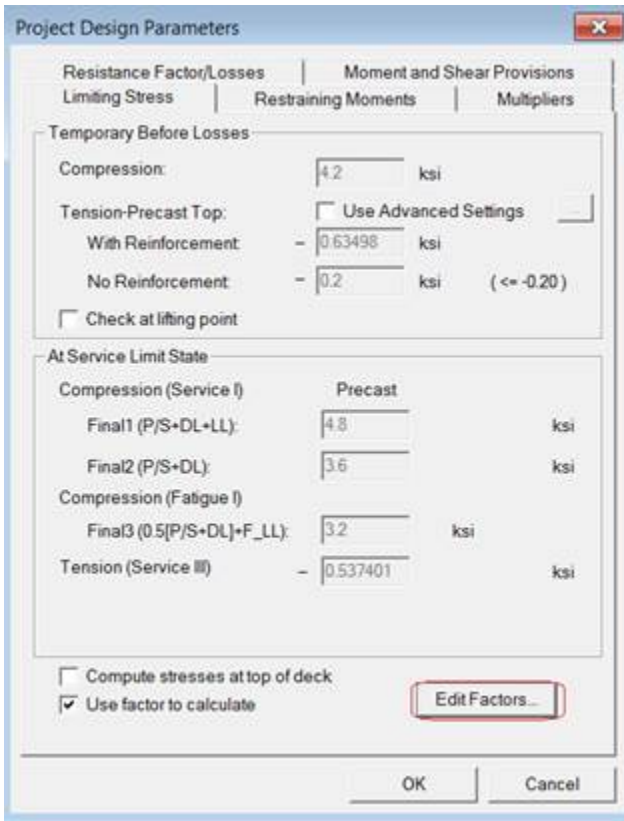 Project Design Parameters
Resistance Factor/Losses Moment and Shear Provisions
Limiting Stress Restraining Moments Multipliers
Temporary Before Losses
Compression: 4.2 ksi
Tension-Precast Top: Use Advanced Settings ...
With Reinforcement: - 0.63498 ksi
No Reinforcement: - 0.2 ksi ( <= -0.20 )
Check at lifting point
At Service Limit State
Compression (Service I) Precast
Final1 (P/S+DL+LL): 4.8 ksi
Final2 (P/S+DL): 3.6 ksi
Compression (Fatigue I)
Final3 (0.5[P/S+DL]+F_LL): 3.2 ksi
Tension (Service III) - 0.537401 ksi
Compute stresses at top of deck
Use factor to calculate Edit Factors...
OK Cancel